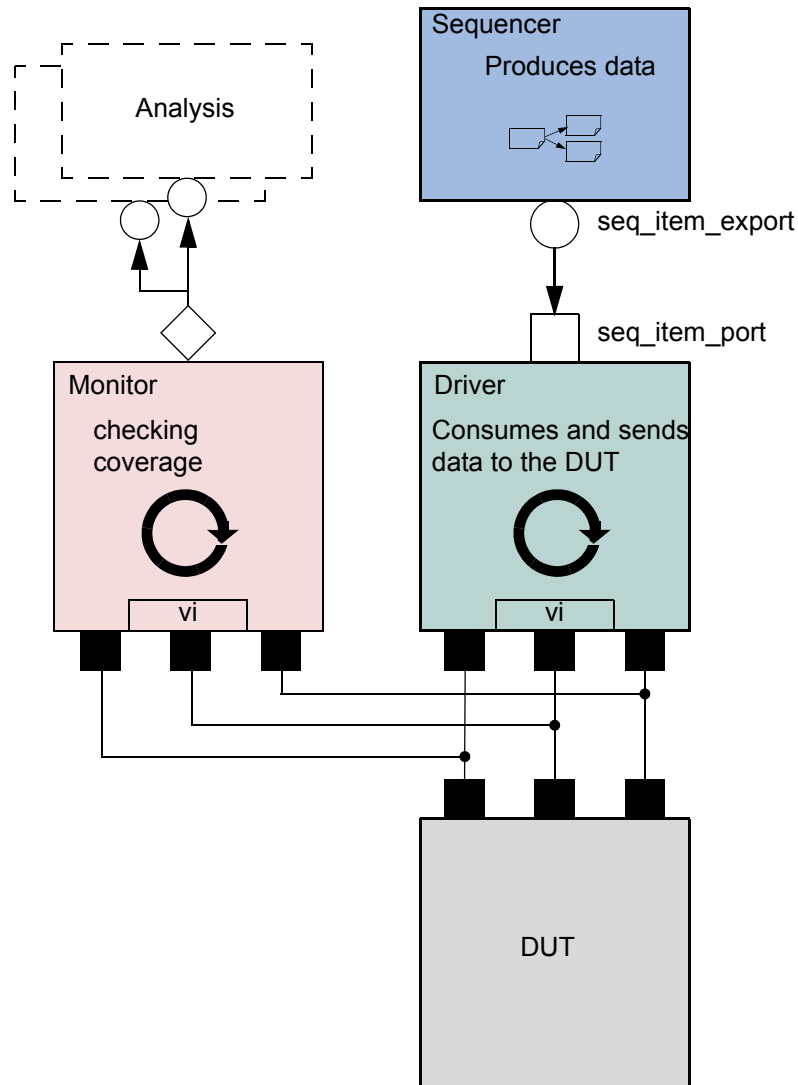 Sequencer
Produces data
Analysis
seq_item_export
seq_item_port
Monitor
checking
coverage
vi
Driver
Consumes and sends
data to the DUT
vi
DUT